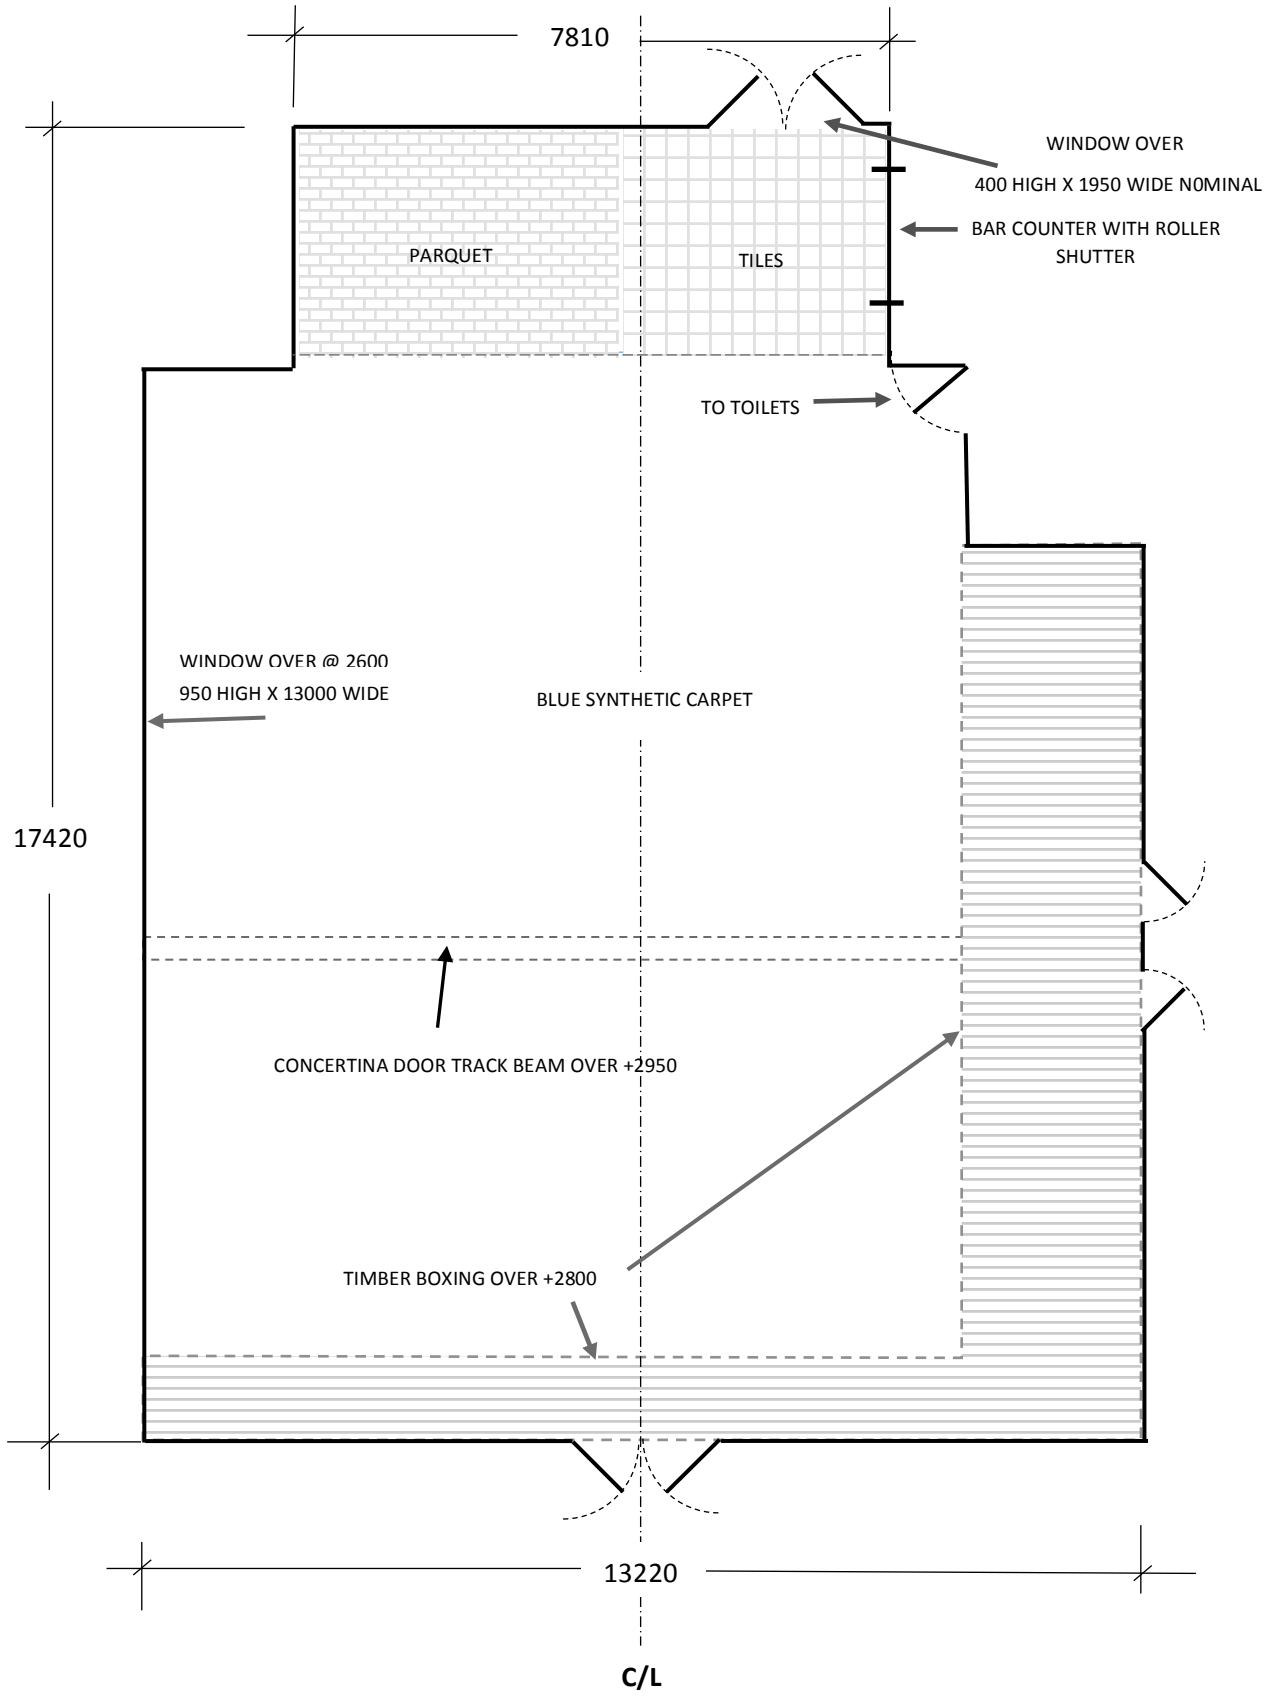 7810
WINDOW OVER
400 HIGH X 1950 WIDE N0MINAL
BAR COUNTER WITH ROLLER
SHUTTER
PARQUET
TILES
TO TOILETS
WINDOW OVER @ 2600
950 HIGH X 13000 WIDE
BLUE SYNTHETIC CARPET
17420
CONCERTINA DOOR TRACK BEAM OVER +2950
TIMBER BOXING OVER +2800
13220
C/L